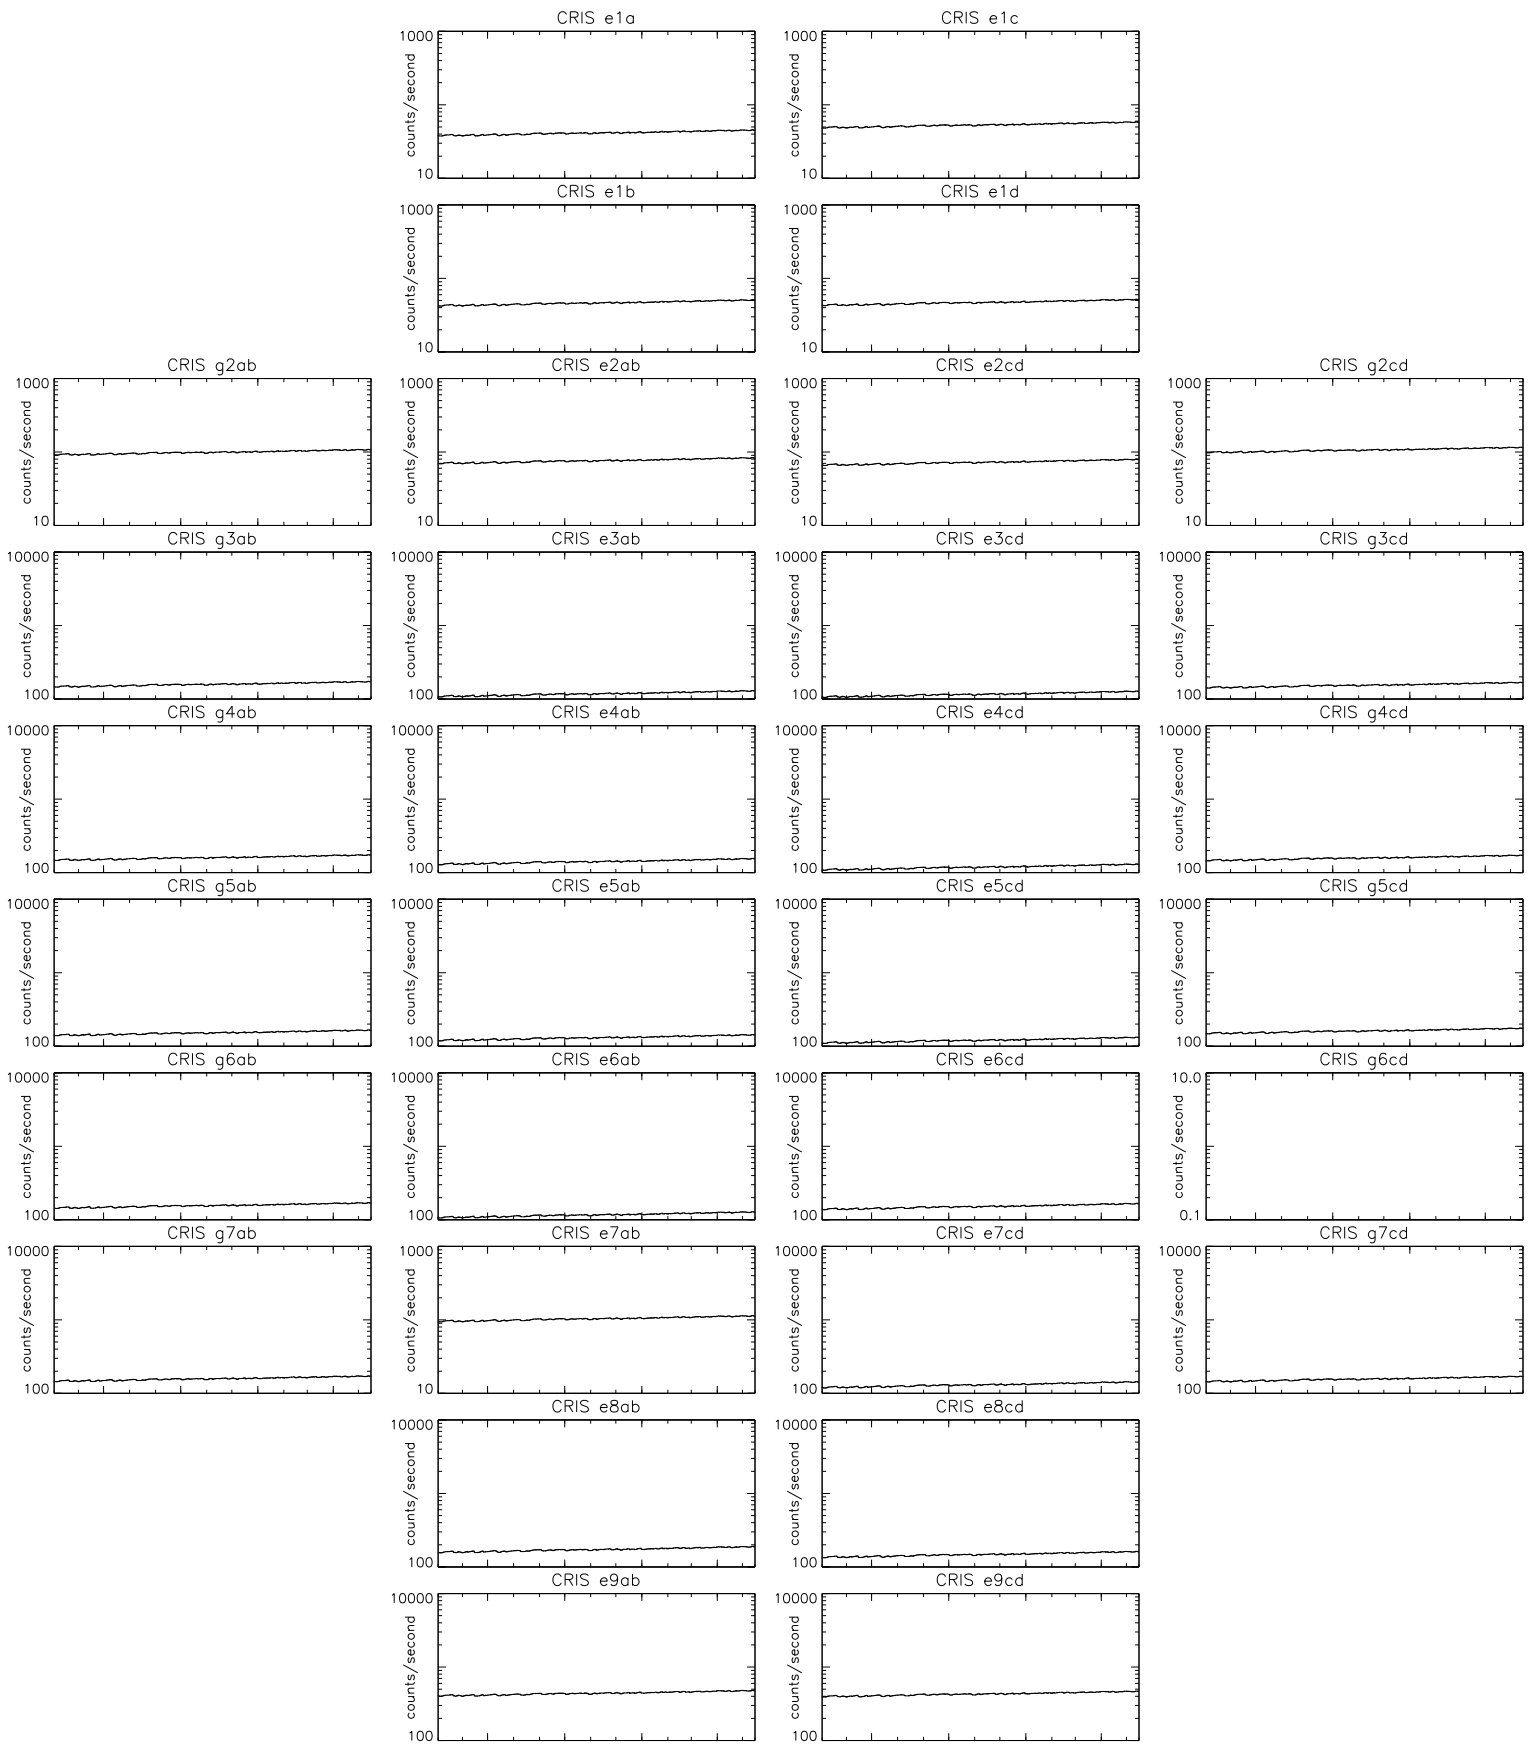 CRIS e1a
CRIS e1c
1000
counts/second
10
1000
counts/second
10
CRIS e1b
CRIS e1d
1000
counts/second
10
1000
counts/second
10
CRIS g2ab
CRIS e2ab
CRIS e2cd
CRIS g2cd
1000
counts/second
10
1000
counts/second
10
1000
counts/second
10
1000
counts/second
10
CRIS g3ab
CRIS e3ab
CRIS e3cd
CRIS g3cd
10000
counts/second
100
10000
counts/second
100
10000
counts/second
100
10000
counts/second
100
CRIS g4ab
CRIS e4ab
CRIS e4cd
CRIS g4cd
10000
counts/second
100
10000
counts/second
100
10000
counts/second
100
10000
counts/second
100
CRIS g5ab
CRIS e5ab
CRIS e5cd
CRIS g5cd
10000
counts/second
100
10000
counts/second
100
10000
counts/second
100
10000
counts/second
100
CRIS g6ab
CRIS e6ab
CRIS e6cd
CRIS g6cd
10000
counts/second
100
10000
counts/second
100
10000
counts/second
100
10.0
counts/second
0.1
CRIS g7ab
CRIS e7ab
CRIS e7cd
CRIS g7cd
10000
counts/second
100
1000
counts/second
10
10000
counts/second
100
10000
counts/second
100
CRIS e8ab
CRIS e8cd
10000
counts/second
100
10000
counts/second
100
CRIS e9ab
CRIS e9cd
10000
counts/second
100
10000
counts/second
100